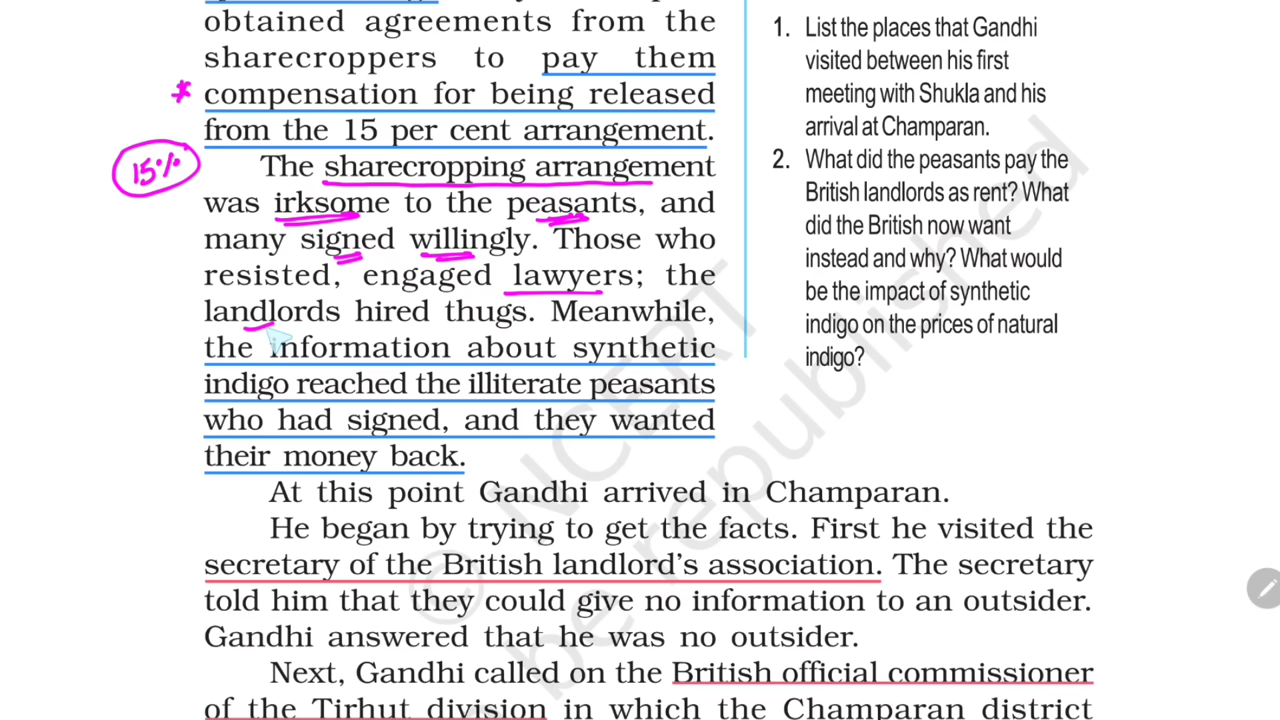 obtained agreements from the
sharecroppers to pay them
* compensation for being released
from the 15 per cent arrangement.
15%
The sharecropping arrangement
was irksome to the peasants, and
many signed willingly. Those who
resisted, engaged lawyers; the
landlords hired thugs. Meanwhile,
the information about synthetic
indigo reached the illiterate peasants
who had signed, and they wanted
their money back.
At this point Gandhi arrived in Champaran.
He began by trying to get the facts. First he visited the
secretary of the British landlord's association. The secretary
told him that they could give no information to an outsider.
Gandhi answered that he was no outsider.
Next, Gandhi called on the British official commissioner
of the Tirhut division in which the Champaran district
1. List the places that Gandhi
visited between his first
meeting with Shukla and his
arrival at Champaran.
2. What did the peasants pay the
British landlords as rent? What
did the British now want
instead and why? What would
be the impact of synthetic
indigo on the prices of natural
indigo?
© NCERT
be republished